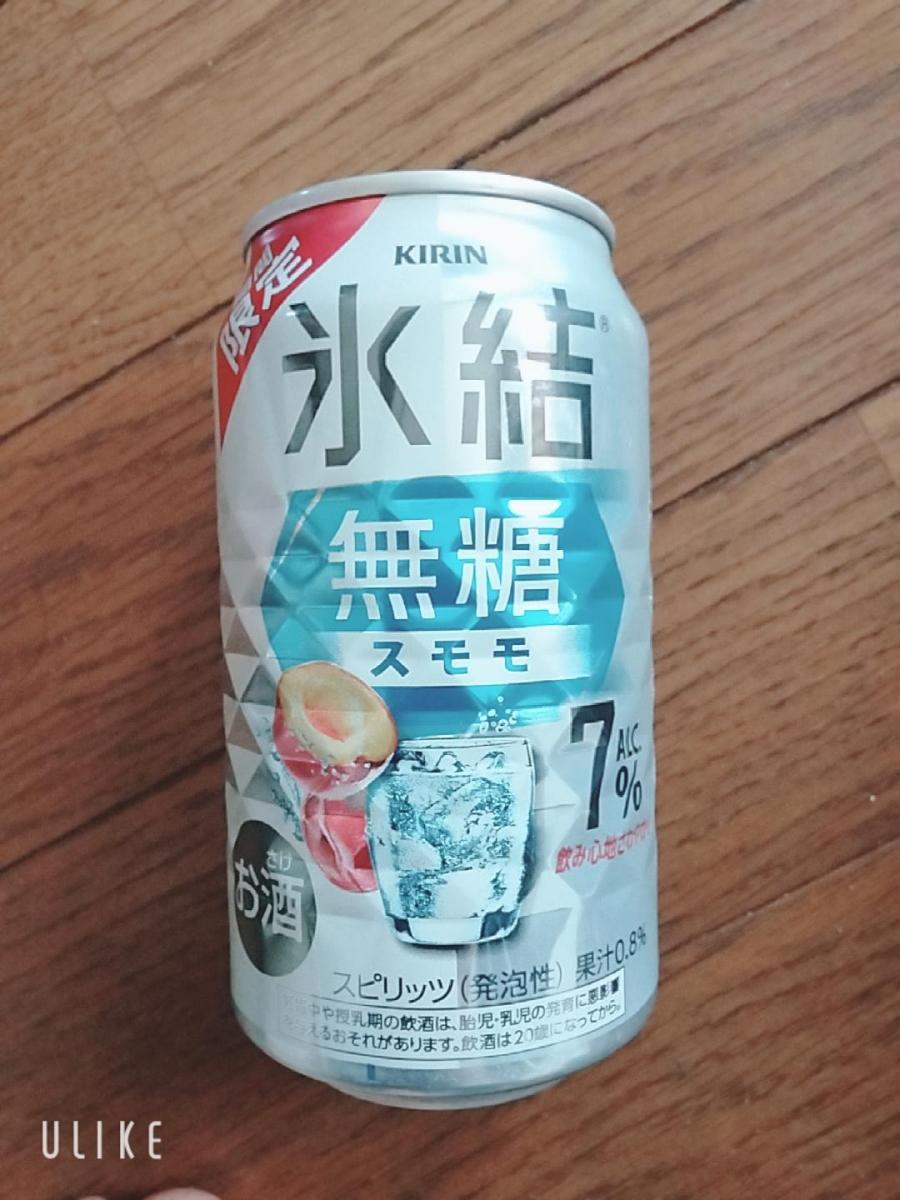 限定
KIRIN
氷結®
無糖
スモモ
7 ALC. %
飲み心地さわやか
さけ
お酒
スピリッツ(発泡性) 果汁0.8%
中や授乳期の飲酒は、胎児・乳児の発育に悪影響
を与えるおそれがあります。飲酒は20歳になってから。
ULIKE